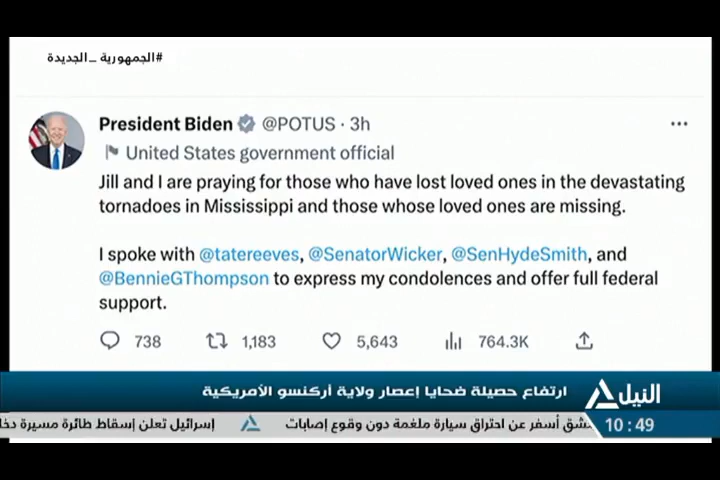 #الجمهورية _الجديدة
President Biden @POTUS · 3h
United States government official
Jill and I are praying for those who have lost loved ones in the devastating
tornadoes in Mississippi and those whose loved ones are missing.
I spoke with @tatereeves, @SenatorWicker, @SenHydeSmith, and
@BennieGThompson to express my condolences and offer full federal
support.
738 1,183 5,643 764.3K
ارتفاع حصيلة ضحايا إعصار ولاية أركنسو الأمريكية
النيل
أسفر عن احتراق سيارة ملغمة دون وقوع إصابات
إسرائيل تعلن إسقاط طائرة مسيرة
10:49